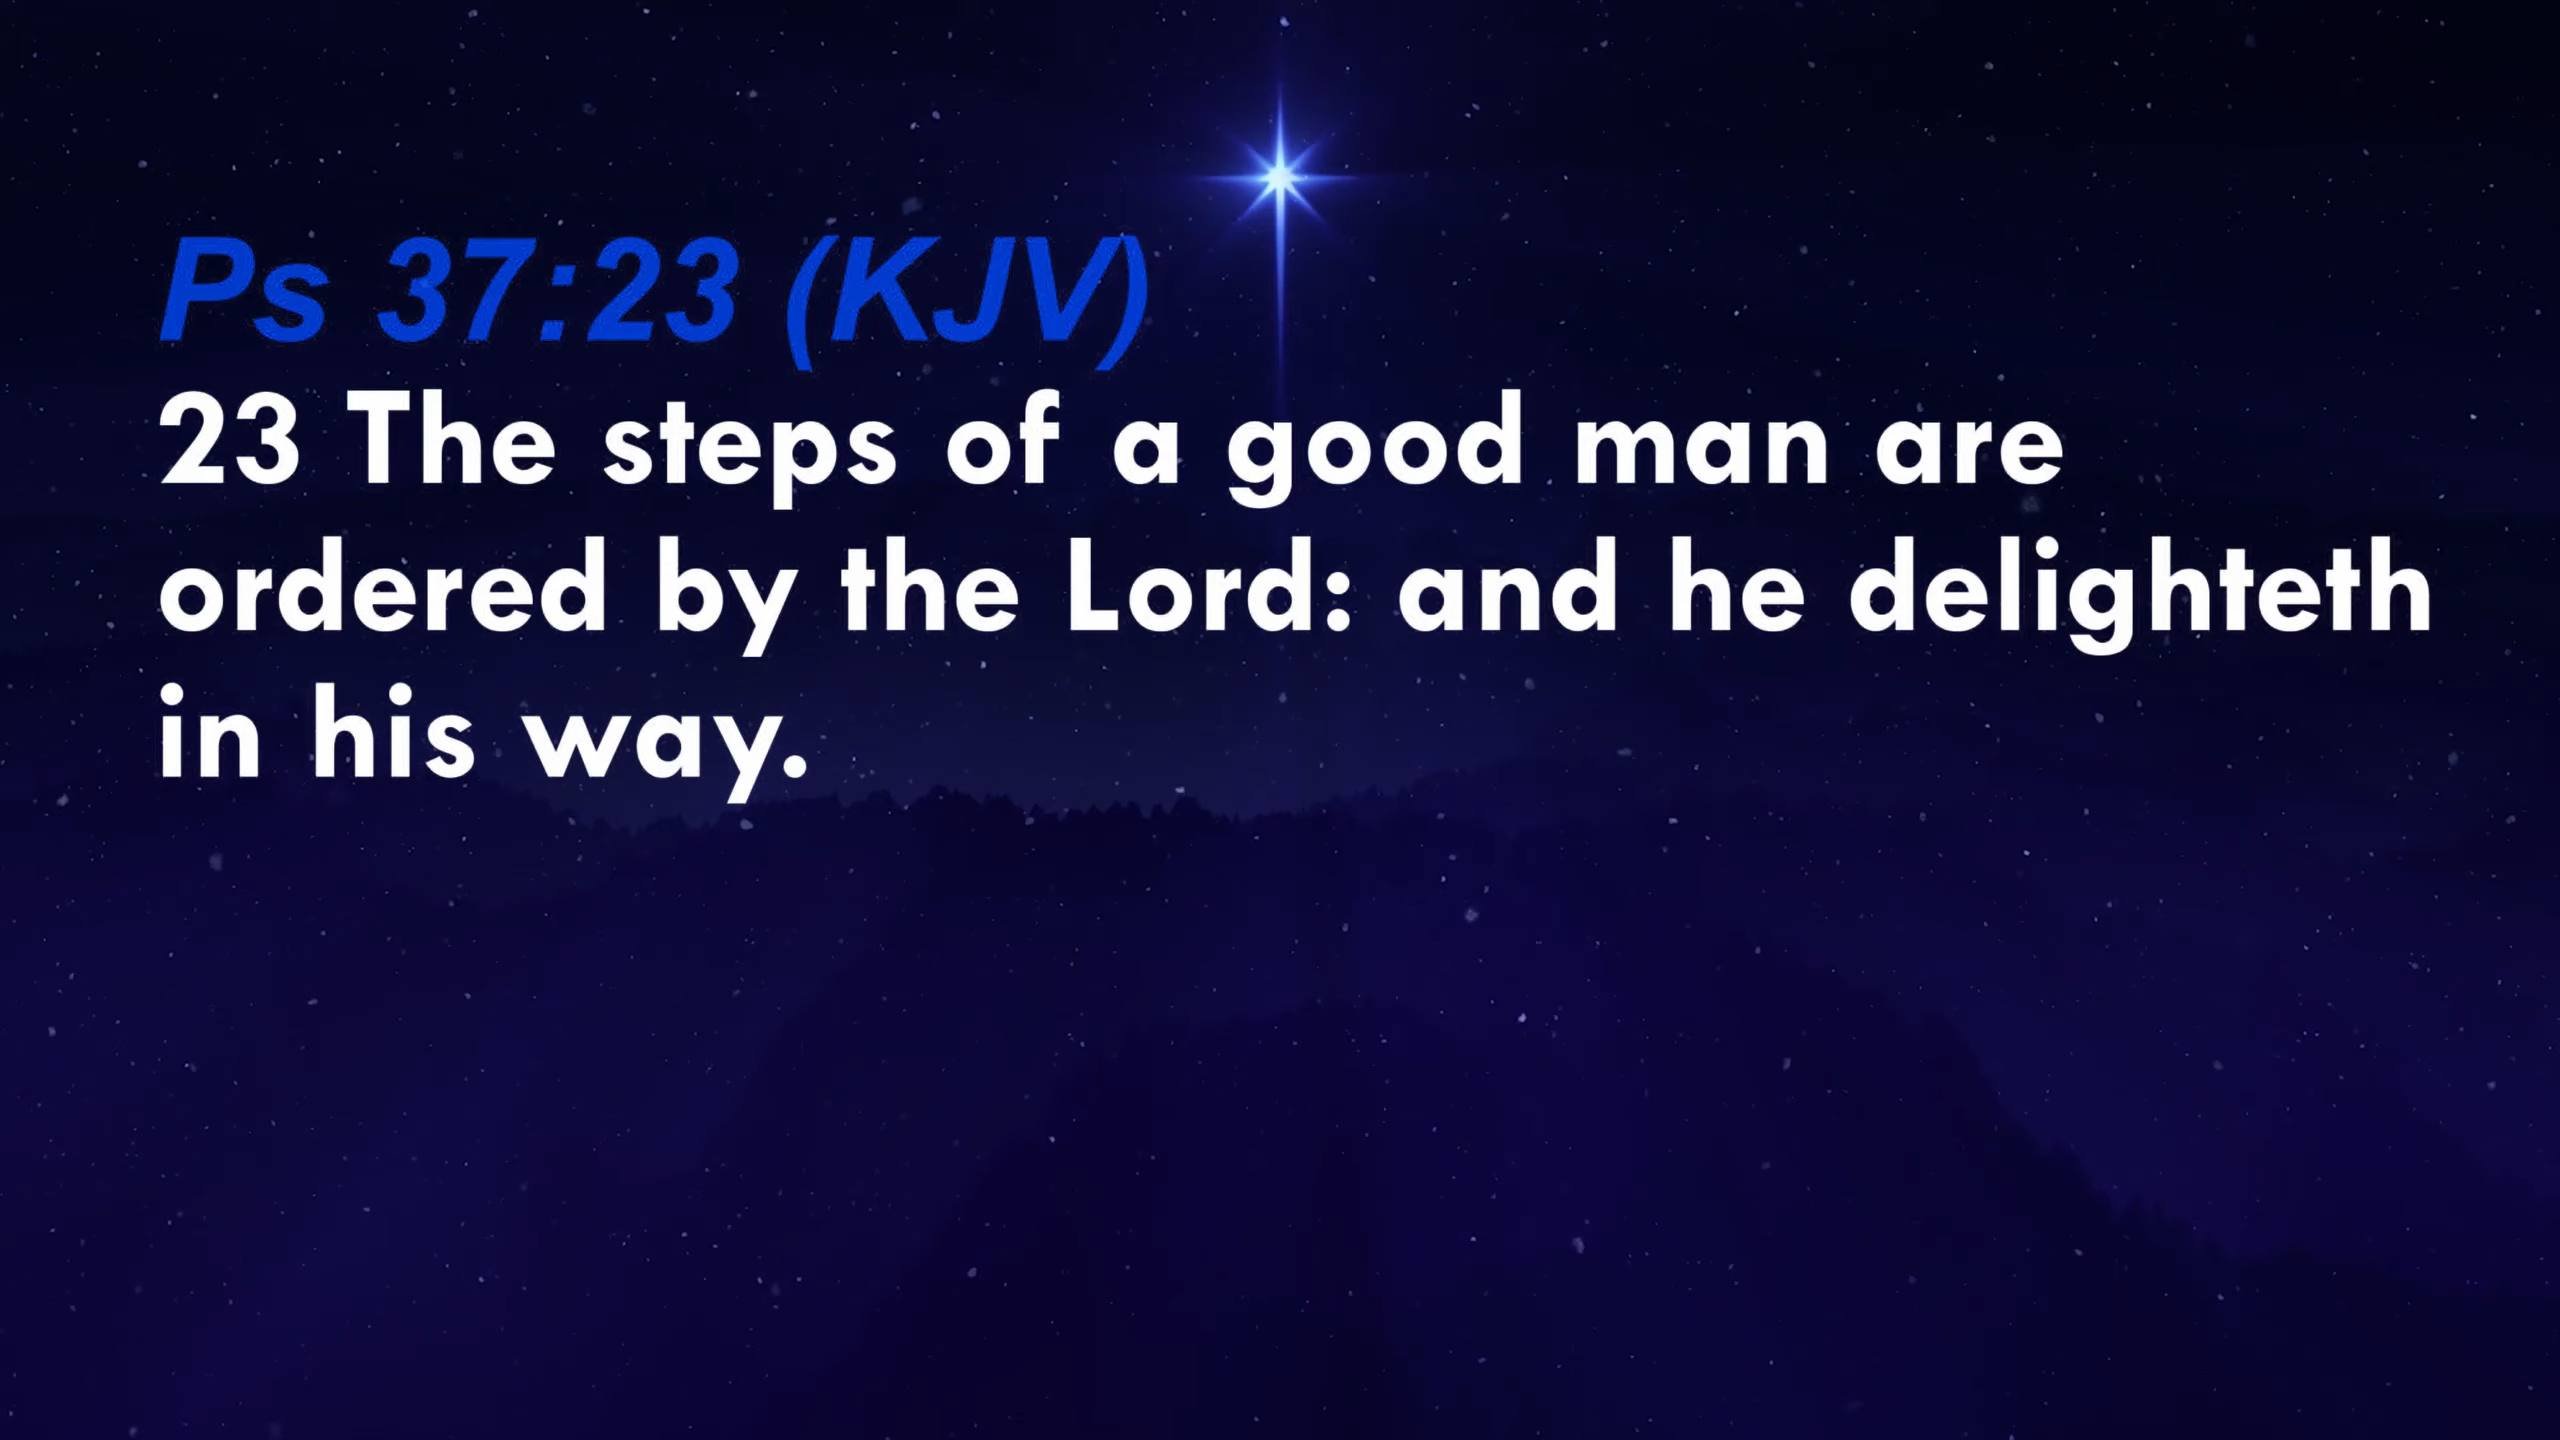 Ps 37:23 (KJV)
23 The steps of a good man are
ordered by the Lord: and he delighteth
in his way.